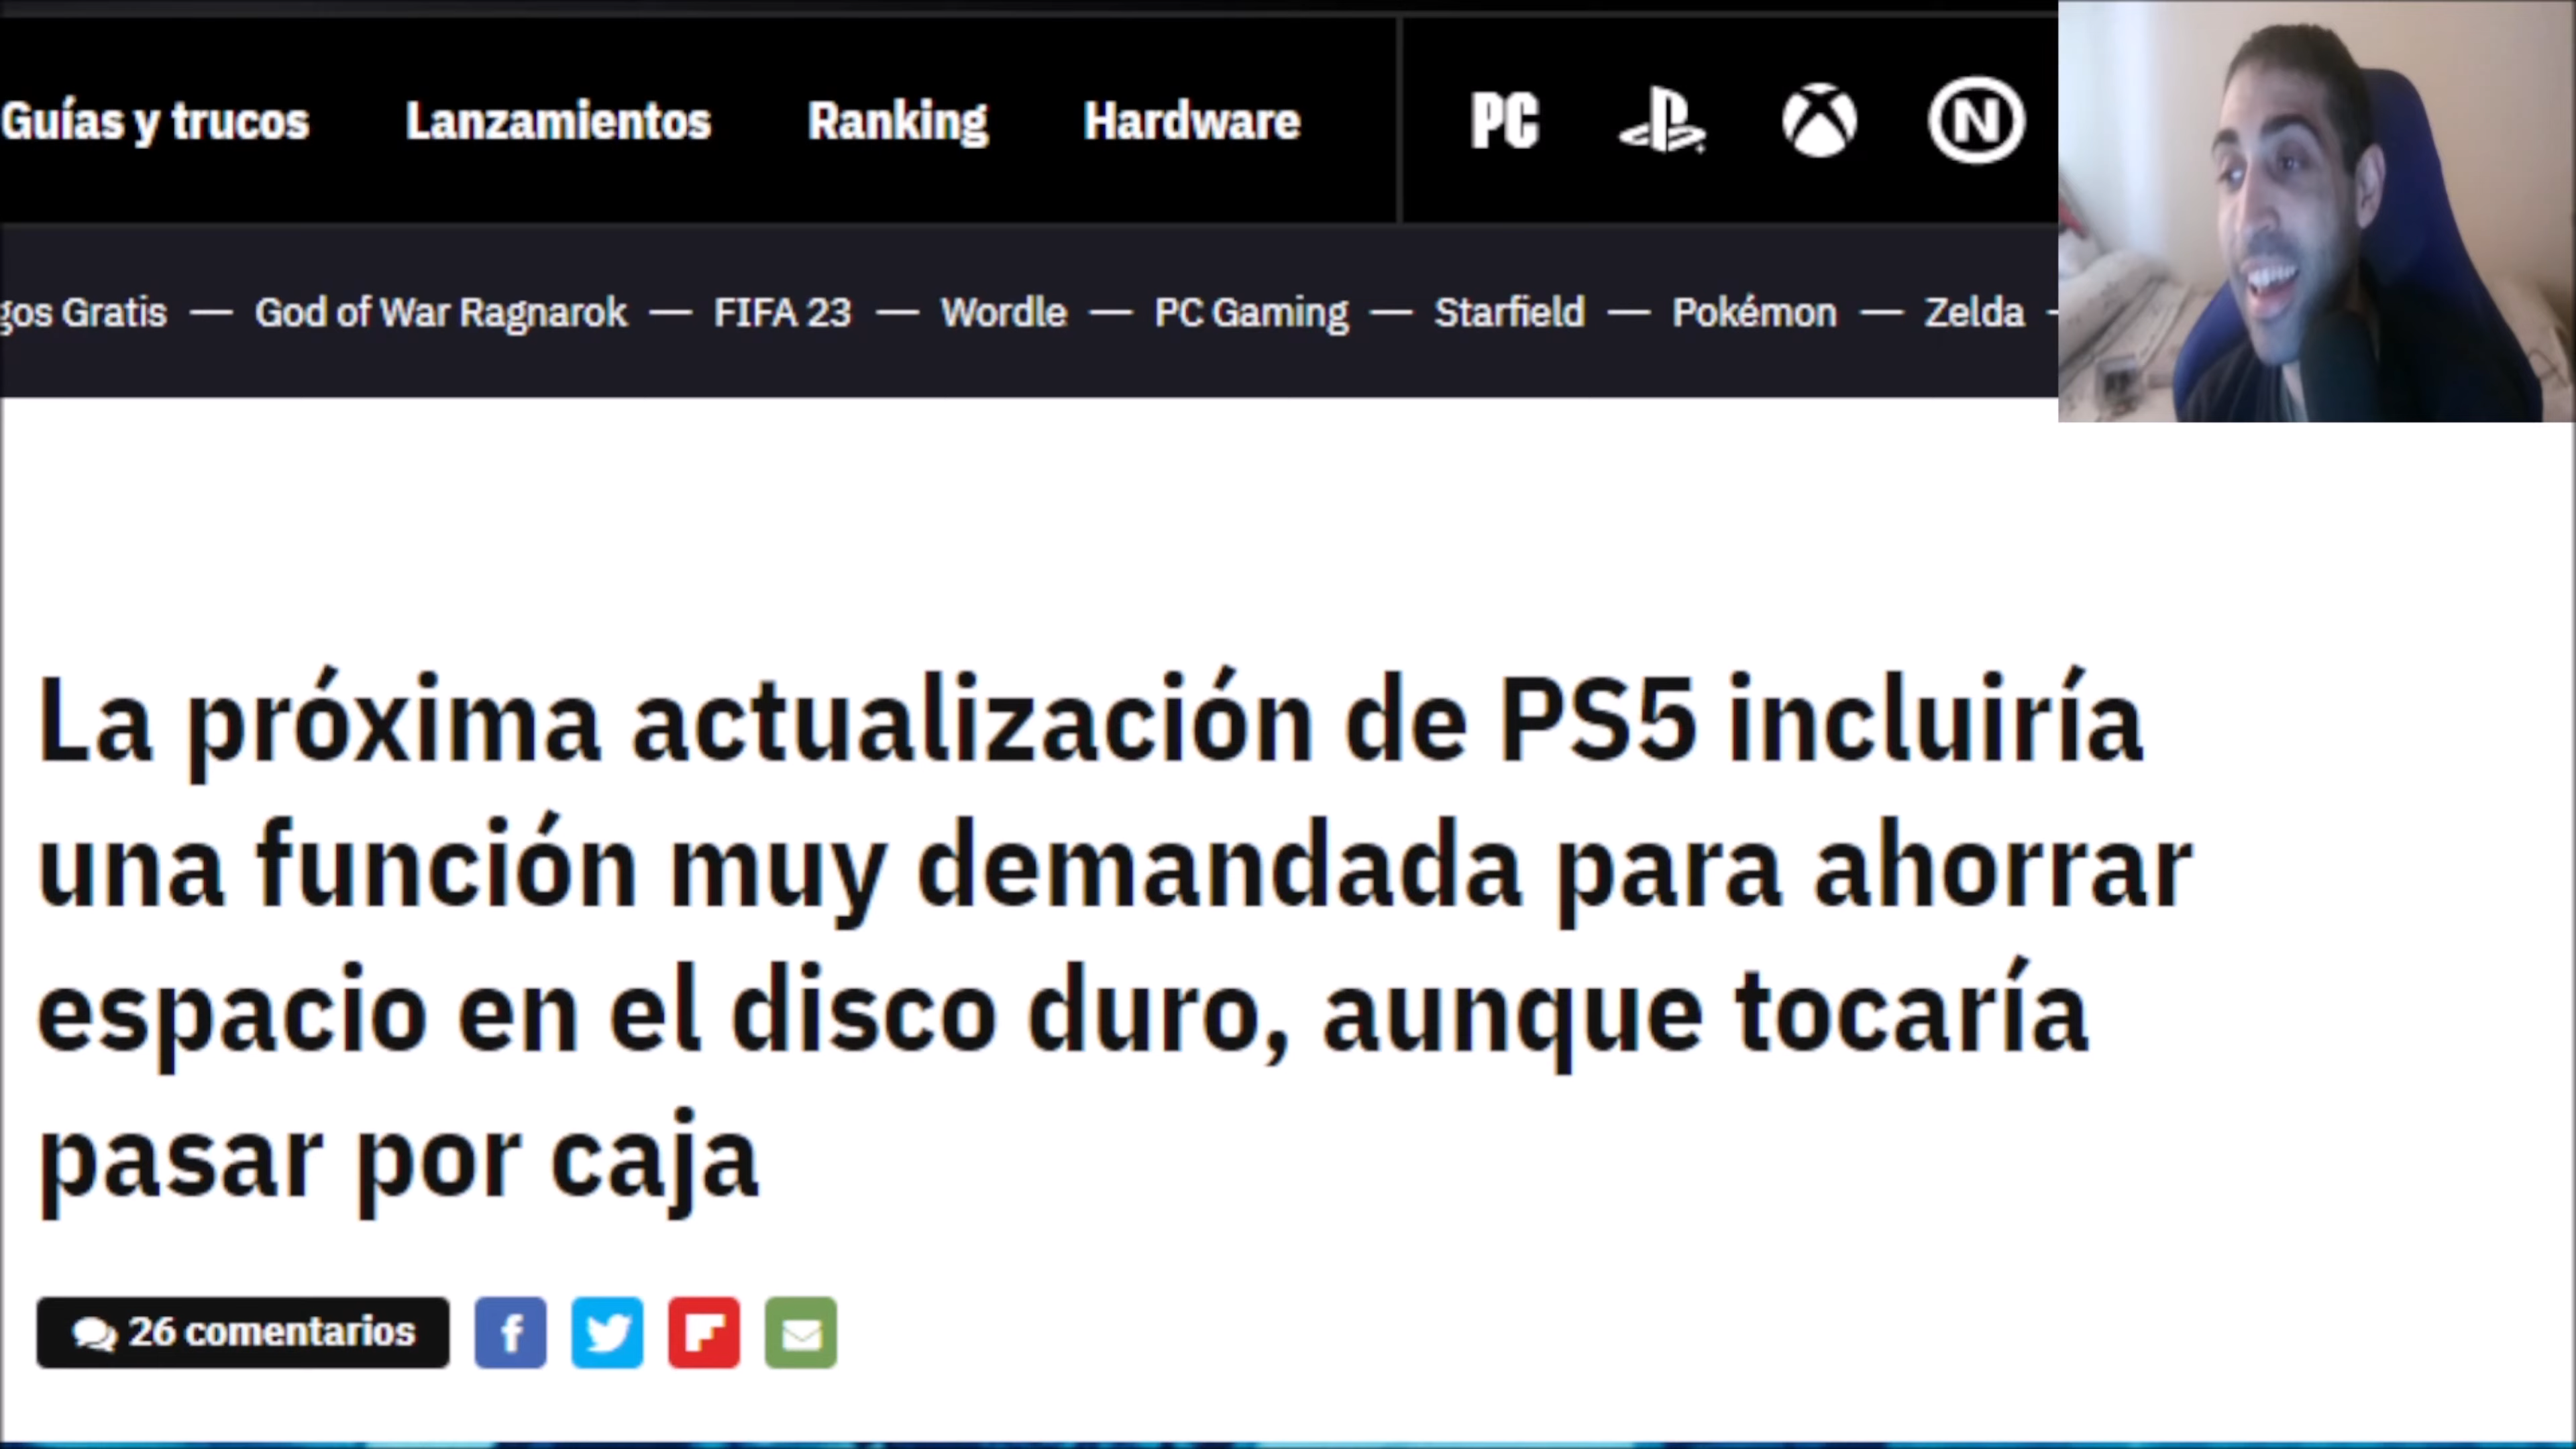 Guías y trucos Lanzamientos Ranking Hardware PC
gos Gratis — God of War Ragnarok — FIFA 23 — Wordle — PC Gaming — Starfield — Pokémon — Zelda
La próxima actualización de PS5 incluiría
una función muy demandada para ahorrar
espacio en el disco duro, aunque tocaría
pasar por caja
26 comentarios